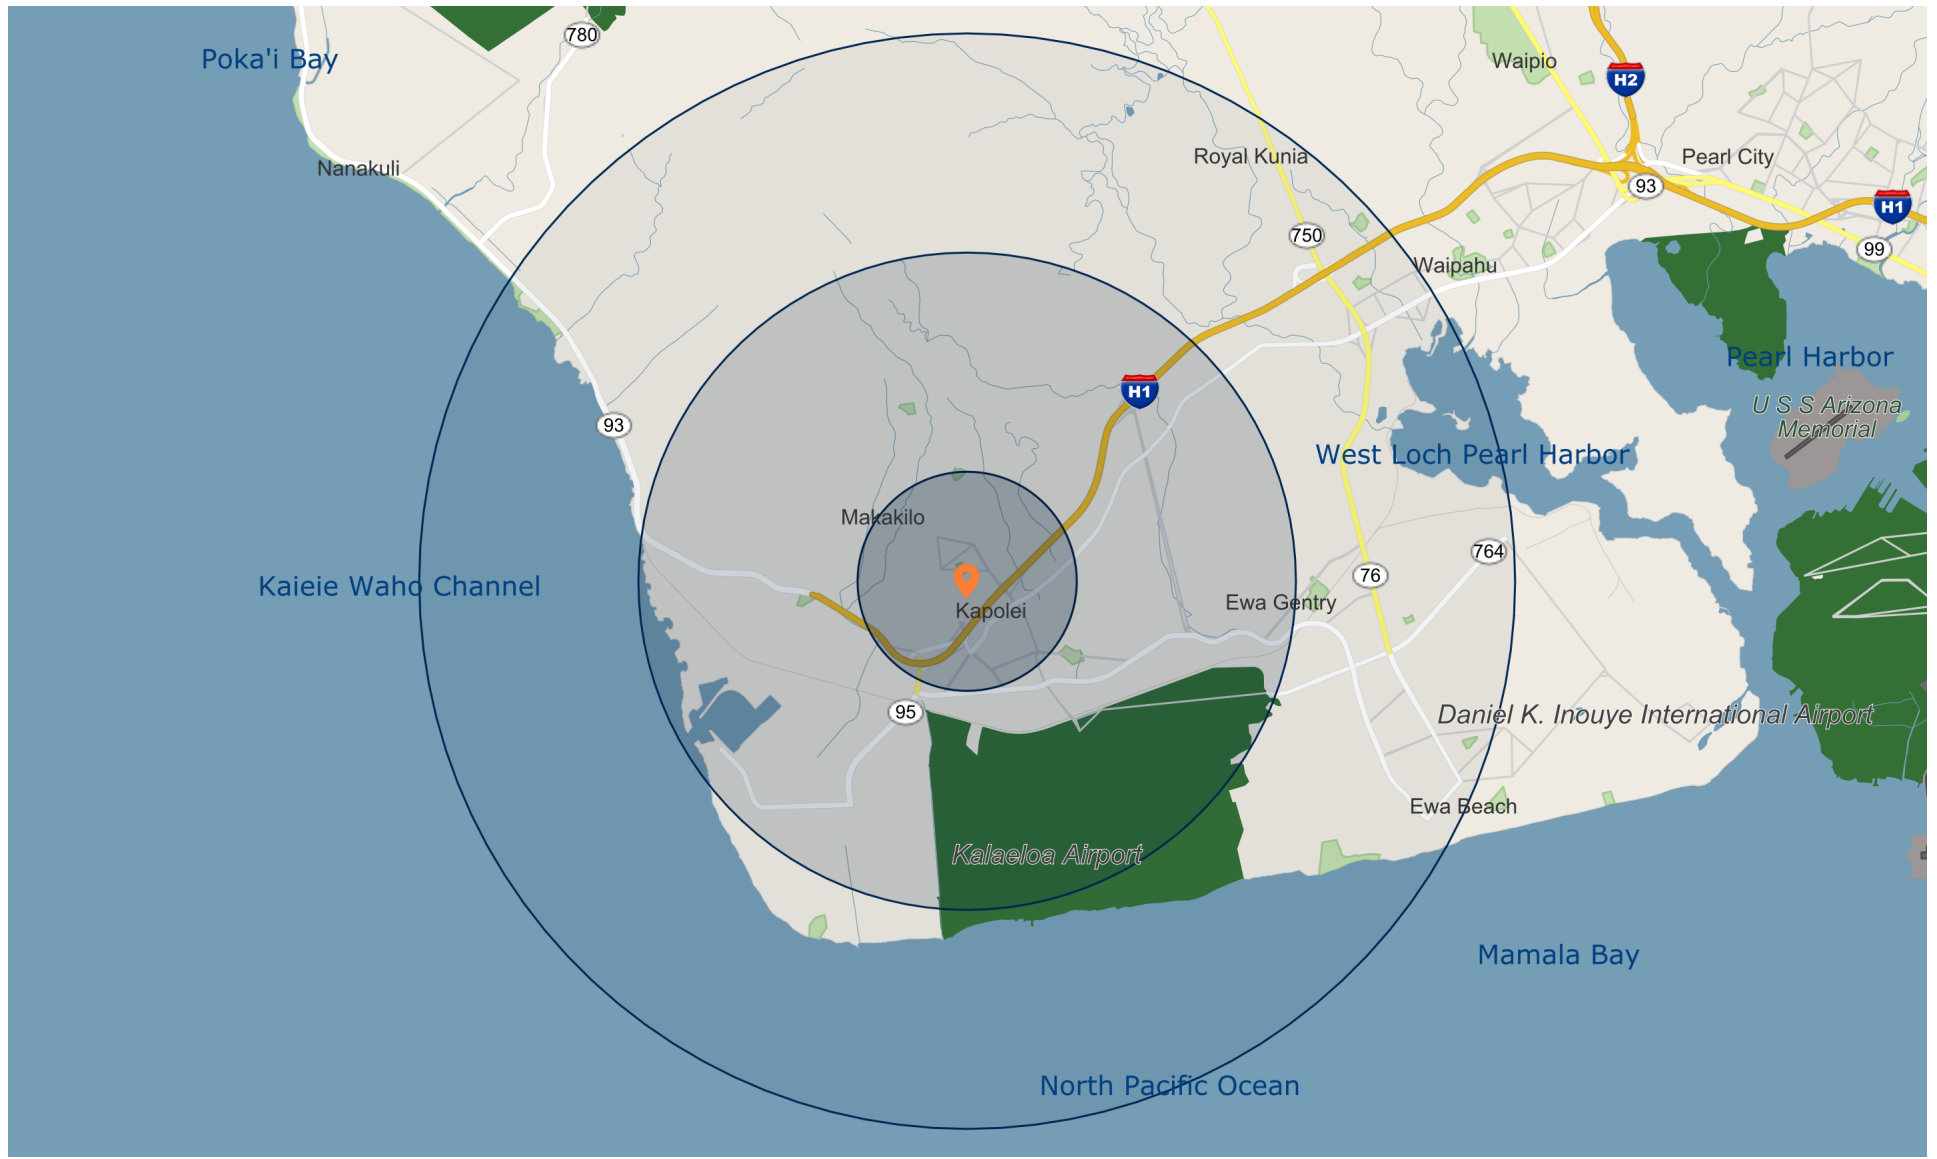 780
Poka'i Bay
Waipio
H2
Nanakuli
Royal Kunia
Pearl City
93
H1
750
99
Waipahu
Pearl Harbor
H1
U S S Arizona
Memorial
93
West Loch Pearl Harbor
Makakilo
764
76
Kaieie Waho Channel
Kapolei
Ewa Gentry
95
Daniel K. Inouye International Airport
Ewa Beach
Kalaeloa Airport
Mamala Bay
North Pacific Ocean